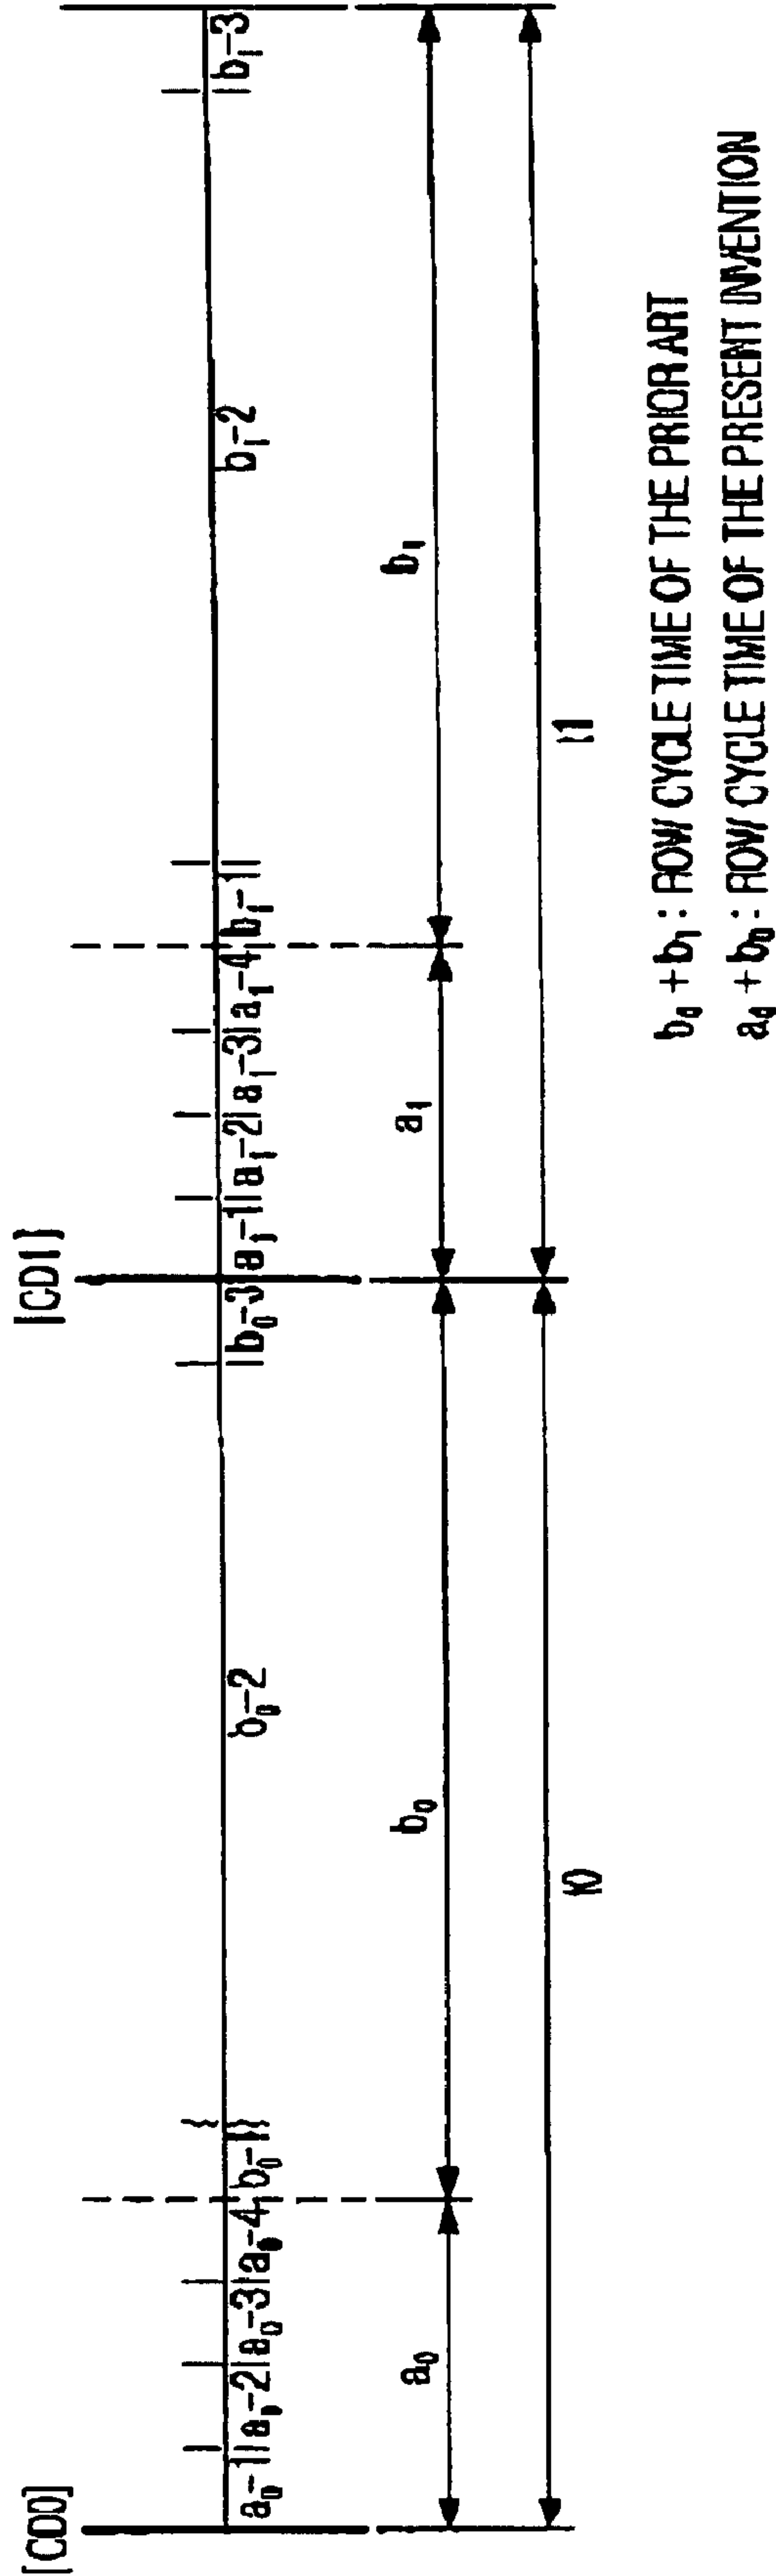 [CD0] [CD1]
a₀-1 a₀-2 a₀-3 a₀-4 b₀-1 b₀-2 b₀-3 a₁-1 a₁-2 a₁-3 a₁-4 b₁-1 b₁-2 b₁-3
a₀ b₀ a₁ b₁
t0 t1
b₀ + b₁ : ROW CYCLE TIME OF THE PRIOR ART
a₀ + b₀ : ROW CYCLE TIME OF THE PRESENT INVENTION